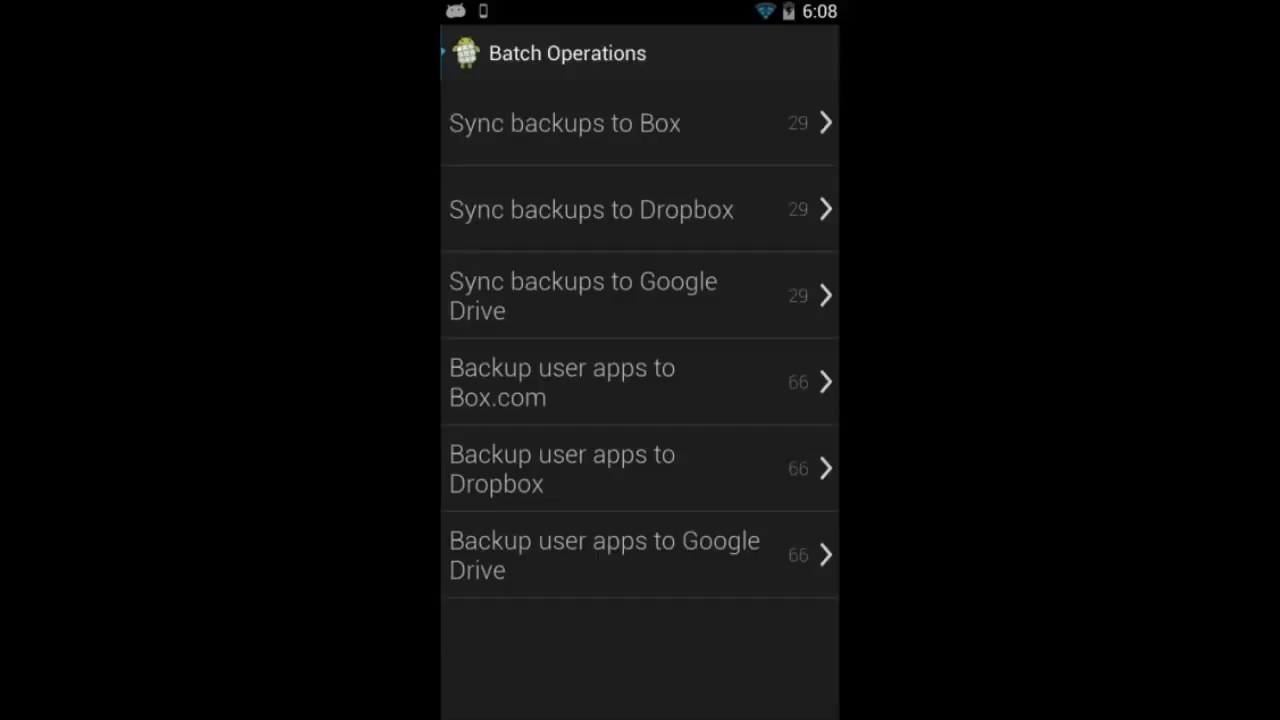 6:08
Batch Operations
Sync backups to Box 29
Sync backups to Dropbox 29
Sync backups to Google
Drive 29
Backup user apps to
Box.com 66
Backup user apps to
Dropbox 66
Backup user apps to Google
Drive 66